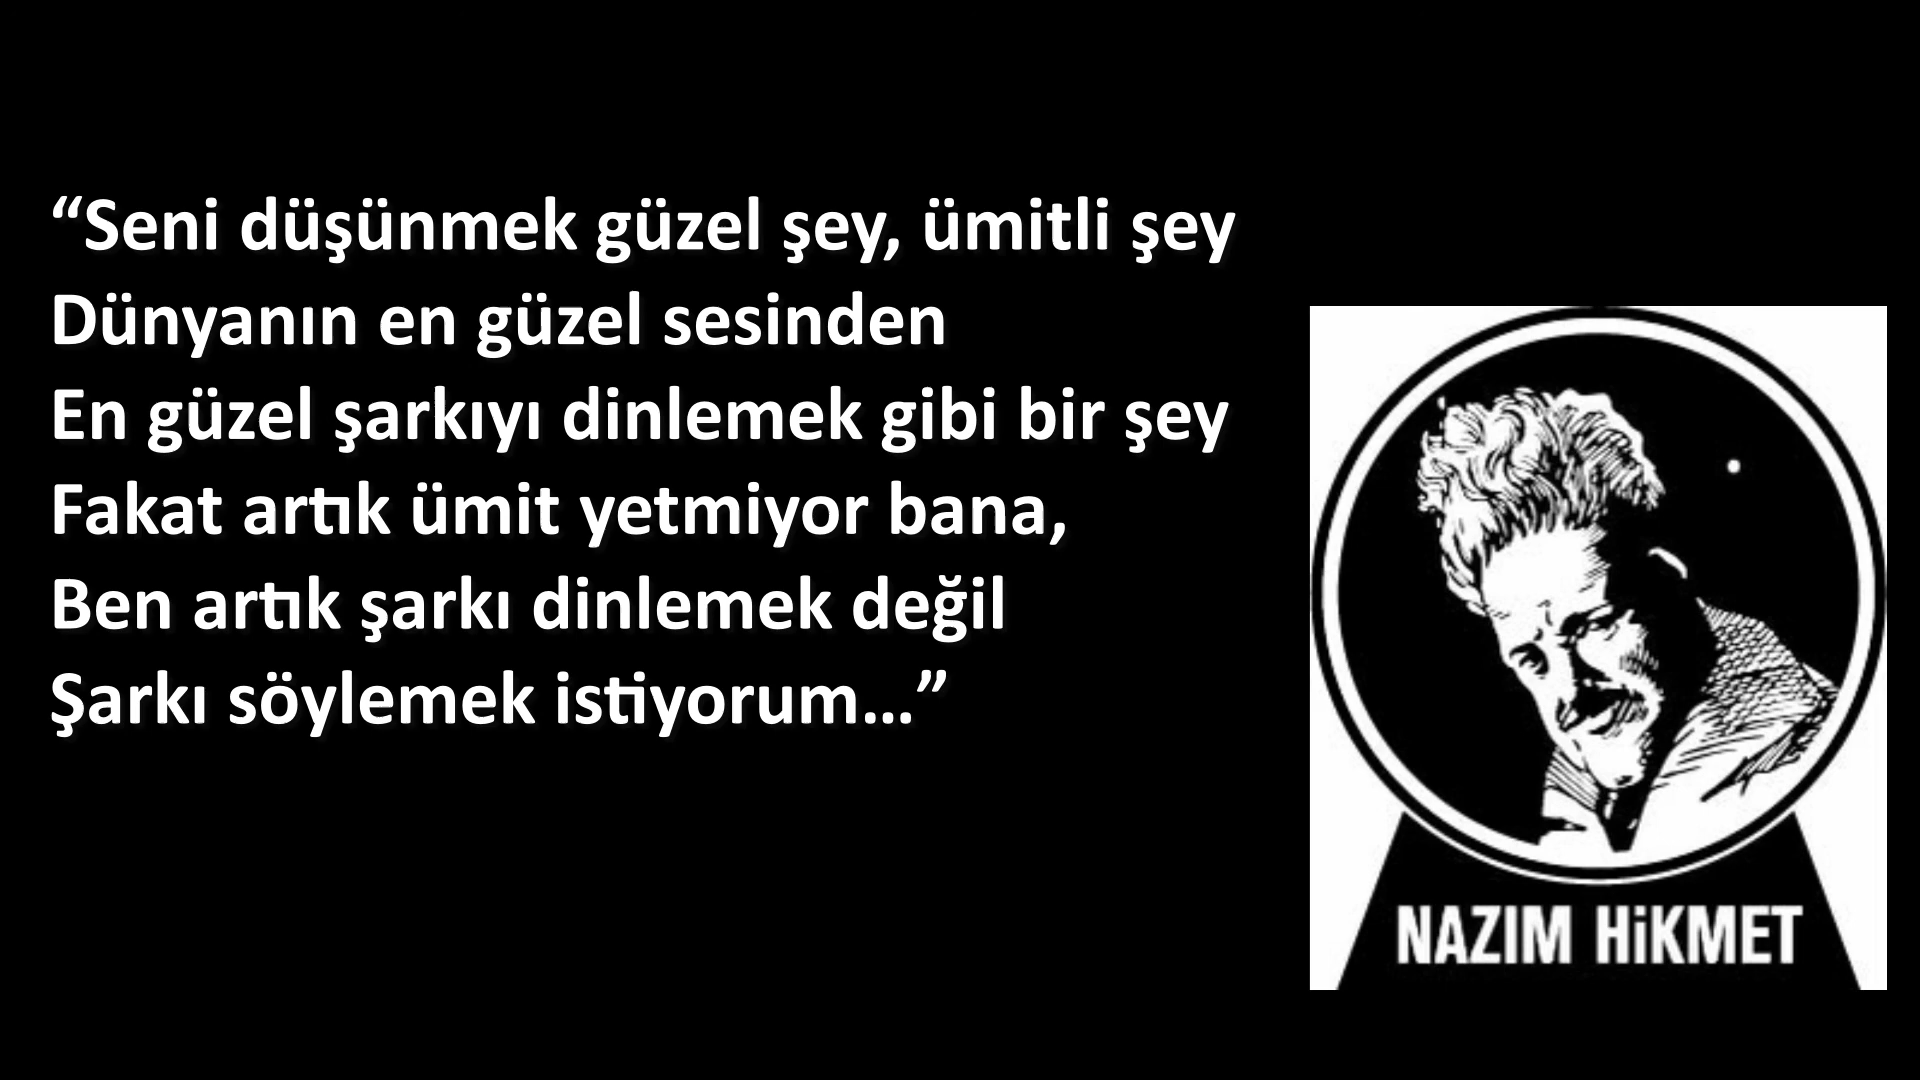 “Seni düşünmek güzel şey, ümitli şey
Dünyanın en güzel sesinden
En güzel şarkıyı dinlemek gibi bir şey
Fakat artık ümit yetmiyor bana,
Ben artık şarkı dinlemek değil
Şarkı söylemek istiyorum…”
NAZIM HiKMET